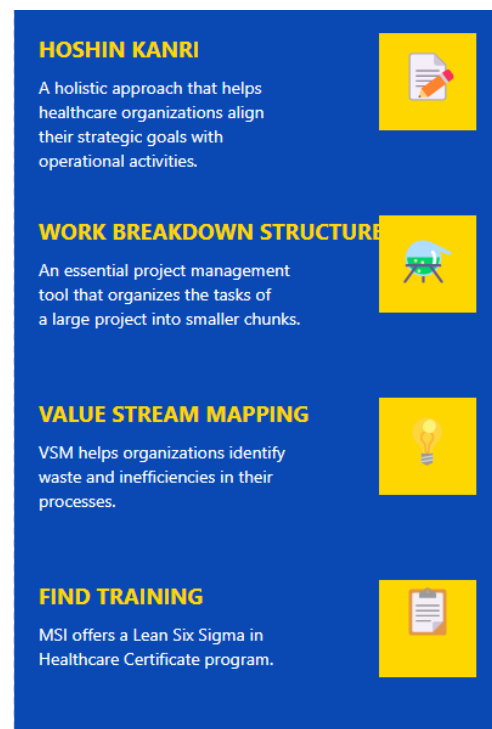 HOSHIN KANRI
A holistic approach that helps
healthcare organizations align
their strategic goals with
operational activities.
WORK BREAKDOWN STRUCTURE
An essential project management
tool that organizes the tasks of
a large project into smaller chunks.
VALUE STREAM MAPPING
VSM helps organizations identify
waste and inefficiencies in their
processes.
FIND TRAINING
MSI offers a Lean Six Sigma in
Healthcare Certificate program.